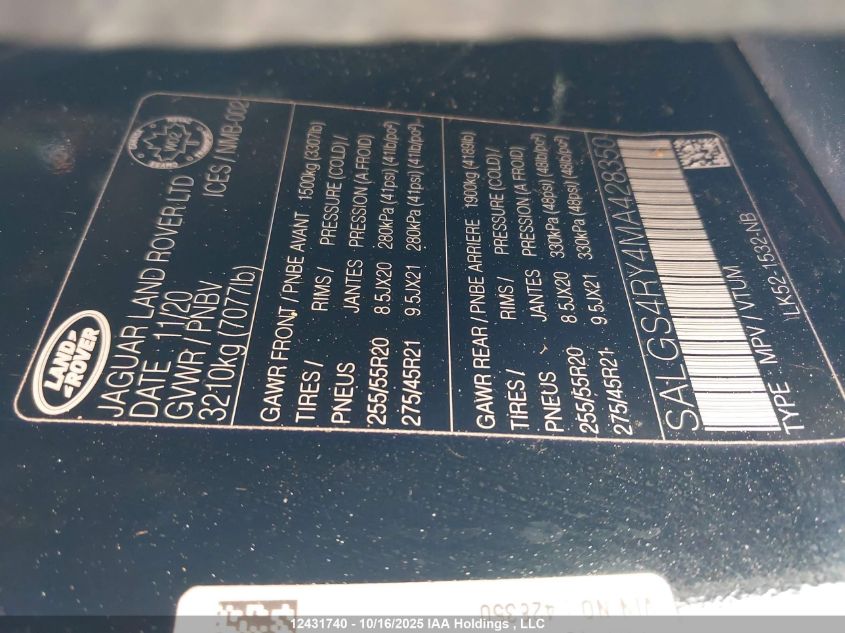 LAND
ROVER
JAGUAR LAND ROVER LTD
DATE : 11/20
ICES / NMB-002
GVWR / PNBV
3210kg (7077lb)
GAWR FRONT / PNBE AVANT 1500kg (3307lb)
TIRES / RIMS / PRESSURE (COLD) /
PNEUS JANTES PRESSION (A FROID)
255/55R20 8.5JX20 280kPa (41psi) (41lb/po²)
275/45R21 9.5JX21 280kPa (41psi) (41lb/po²)
GAWR REAR / PNBE ARRIERE 1900kg (4189lb)
TIRES / RIMS / PRESSURE (COLD) /
PNEUS JANTES PRESSION (A FROID)
255/55R20 8.5JX20 330kPa (48psi) (48lb/po²)
275/45R21 9.5JX21 330kPa (48psi) (48lb/po²)
SALGS4RY4MA428350
TYPE : MPV / VTUM
LK52-1532-NB
428350
12431740 - 10/16/2025 IAA Holdings , LLC